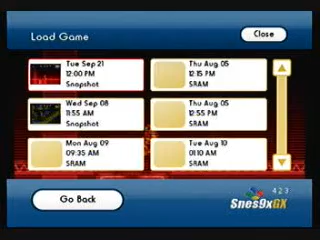 Load Game
Close
Tue Sep 21
12:00 PM
Snapshot
Thu Aug 05
12:15 PM
SRAM
Wed Sep 08
11:55 AM
Snapshot
Thu Aug 05
12:55 PM
SRAM
Mon Aug 09
09:35 AM
SRAM
Tue Aug 10
01:10 AM
SRAM
Go Back
4.2.3
Snes9xGX